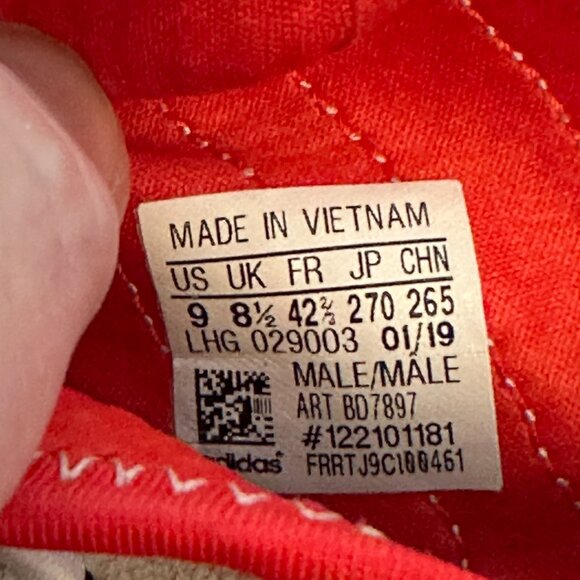 MADE IN VIETNAM
US UK FR JP CHN
9 8½ 42⅔ 270 265
LHG 029003 01/19
MALE/MÂLE
ART BD7897
#122101181
adidas FRRTJ9C100461